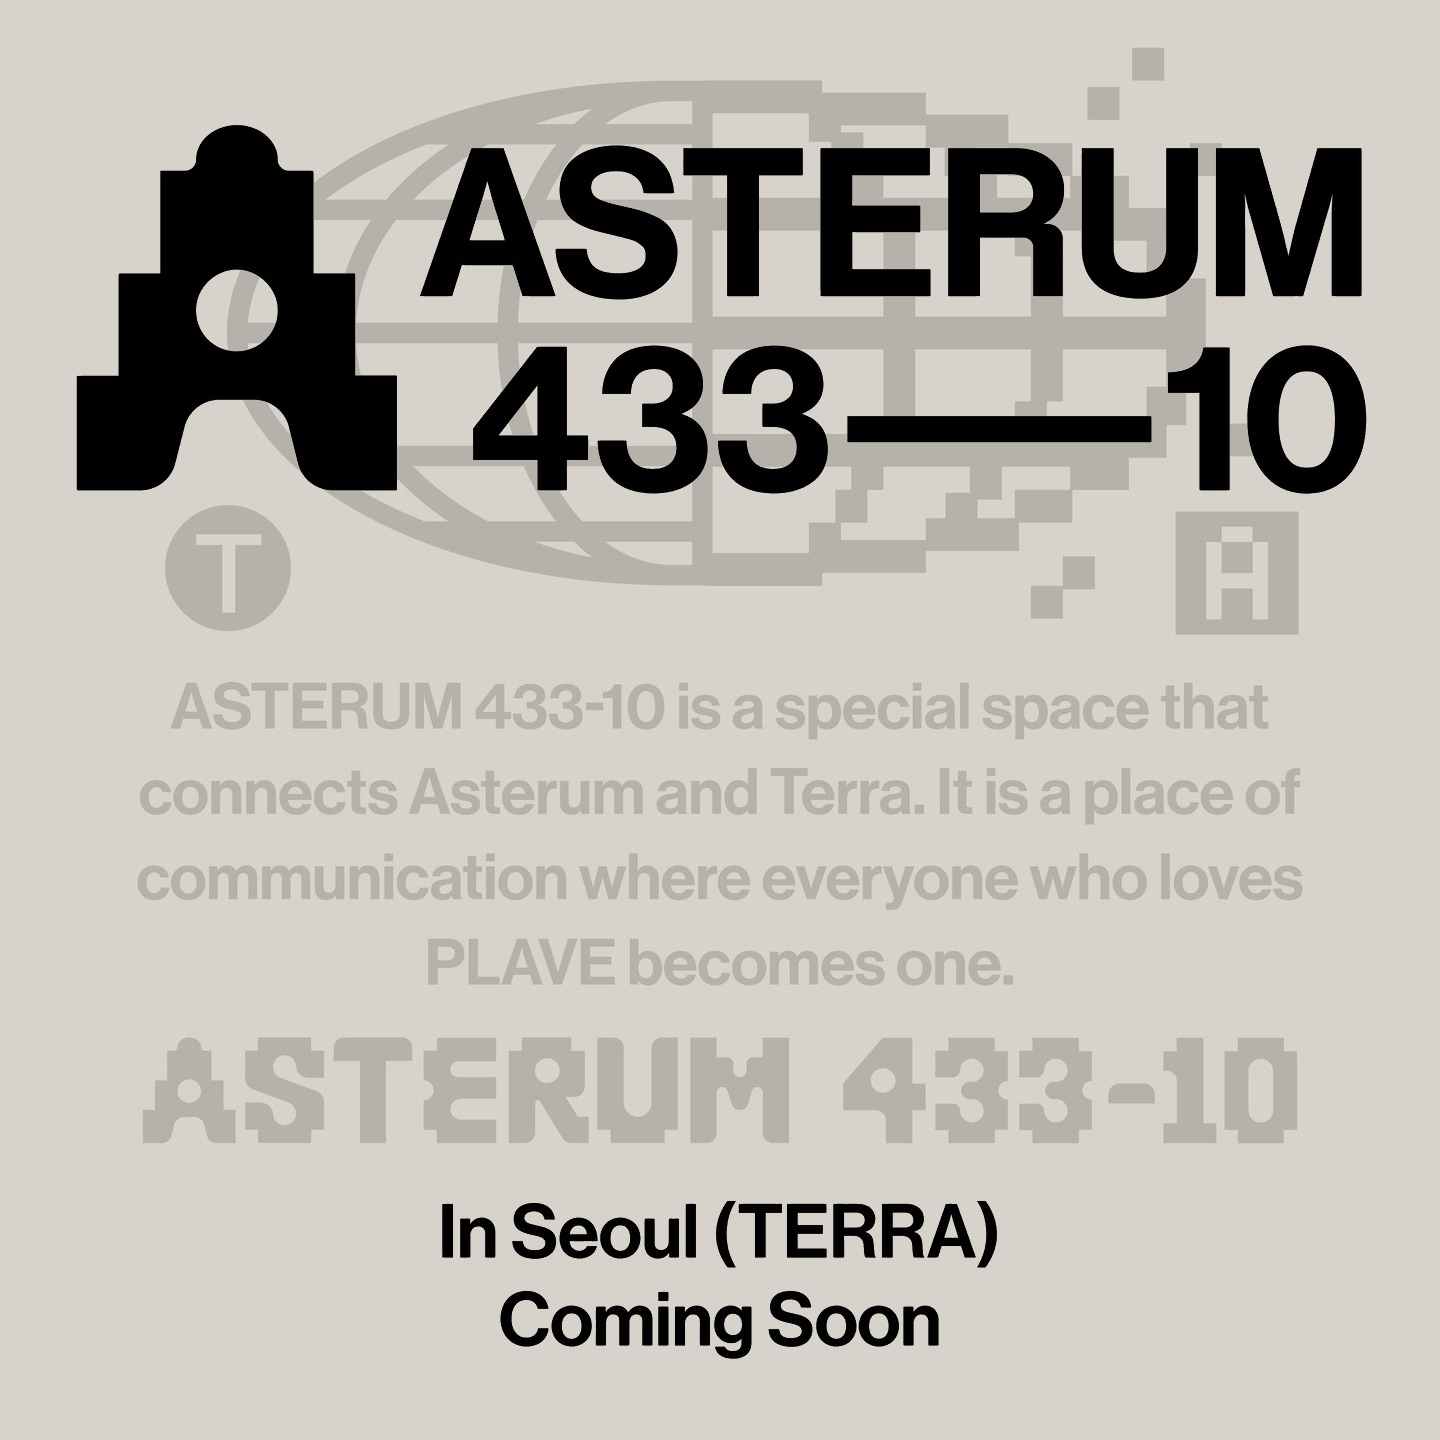 ASTERUM
433—10
T
A
ASTERUM 433-10 is a special space that
connects Asterum and Terra. It is a place of
communication where everyone who loves
PLAVE becomes one.
ASTERUM 433-10
In Seoul (TERRA)
Coming Soon